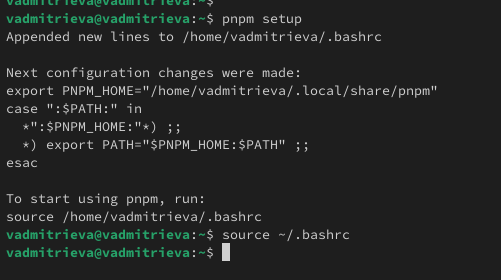 vadmitrieva@vadmitrieva:~$
vadmitrieva@vadmitrieva:~$ pnpm setup
Appended new lines to /home/vadmitrieva/.bashrc

Next configuration changes were made:
export PNPM_HOME="/home/vadmitrieva/.local/share/pnpm"
case ":$PATH:" in
  *":$PNPM_HOME:"*) ;;
  *) export PATH="$PNPM_HOME:$PATH" ;;
esac

To start using pnpm, run:
source /home/vadmitrieva/.bashrc
vadmitrieva@vadmitrieva:~$ source ~/.bashrc
vadmitrieva@vadmitrieva:~$